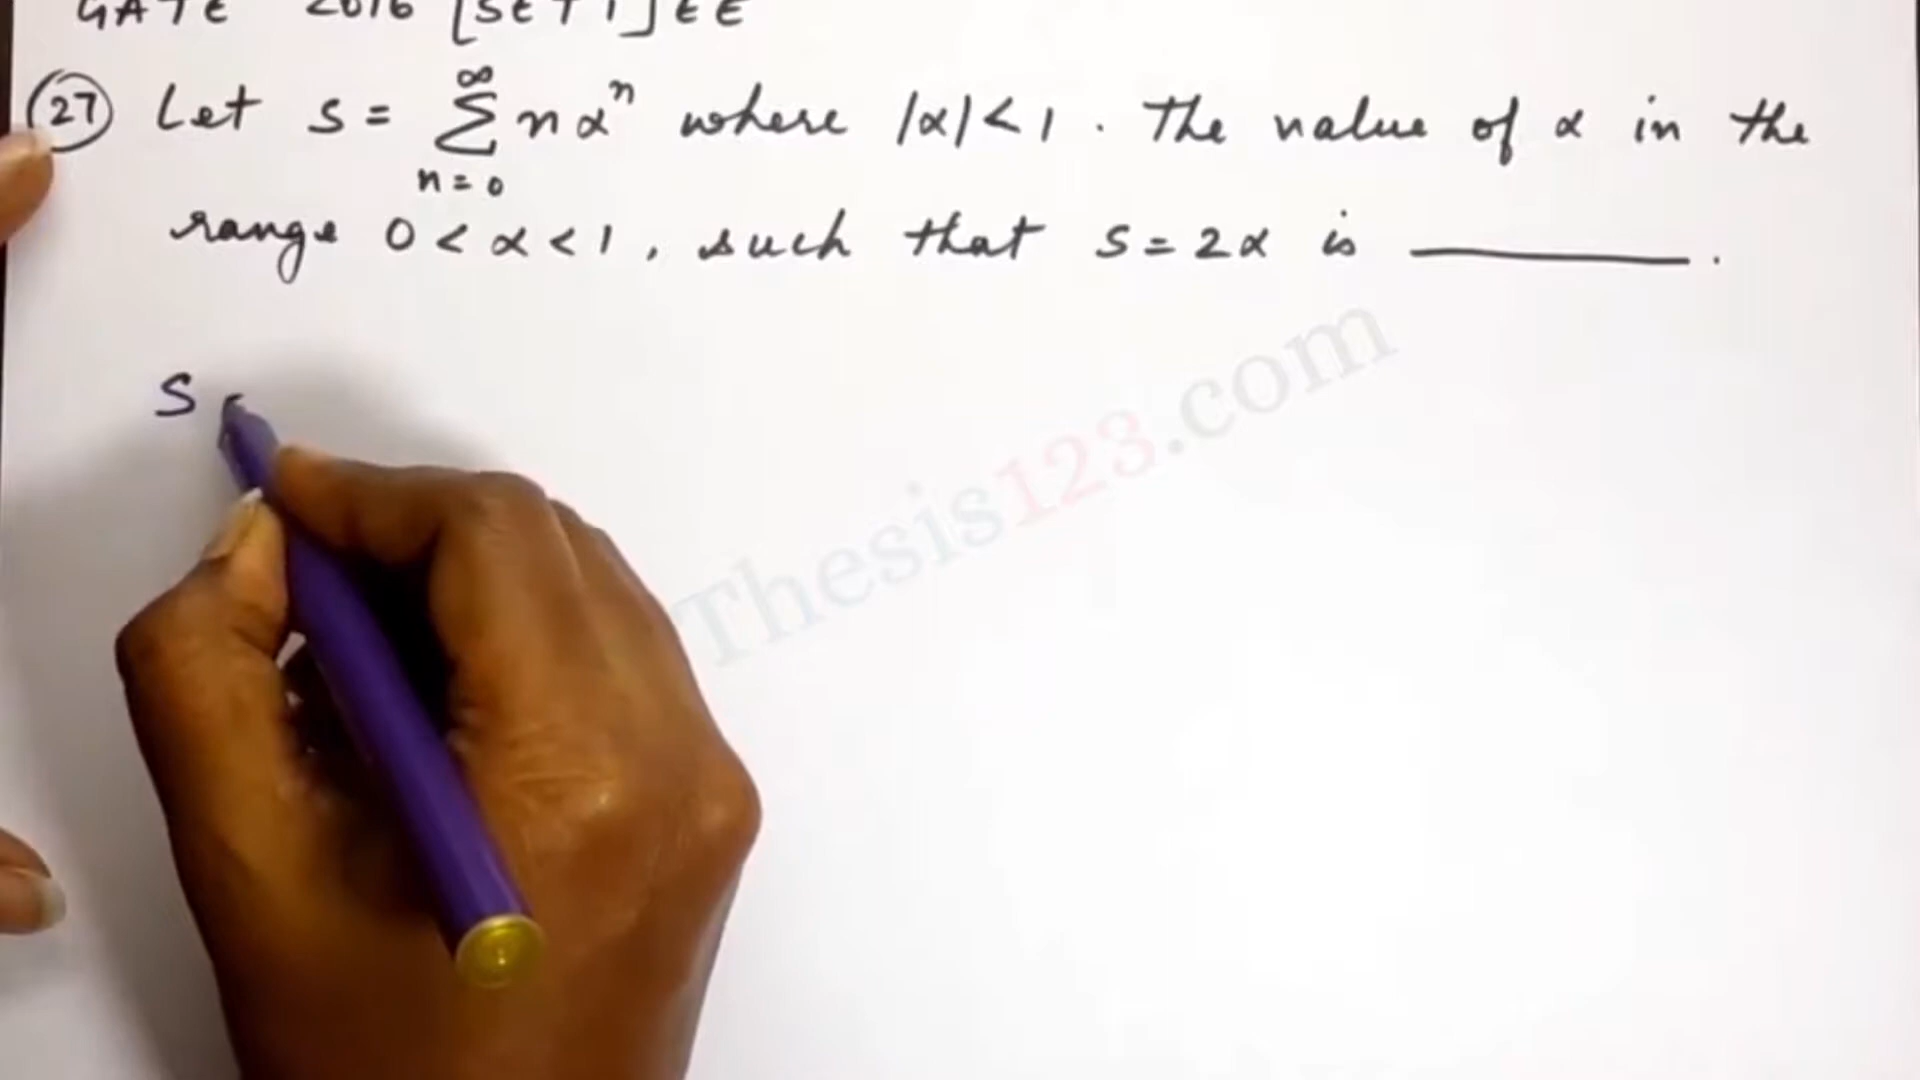 GATE 2016 [SET 1] EE
(27) Let s = ∞ Σ n=0 nαⁿ where |α| < 1 . The value of α in the
range 0 < α < 1 , such that s = 2α is ________ .
S
Thesis123.com